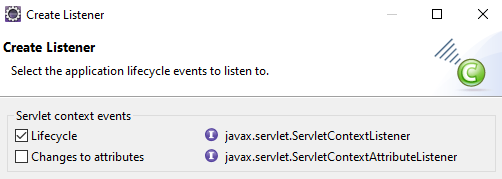 Create Listener
Create Listener
Select the application lifecycle events to listen to.
C
Servlet context events
Lifecycle
I javax.servlet.ServletContextListener
Changes to attributes
I javax.servlet.ServletContextAttributeListener